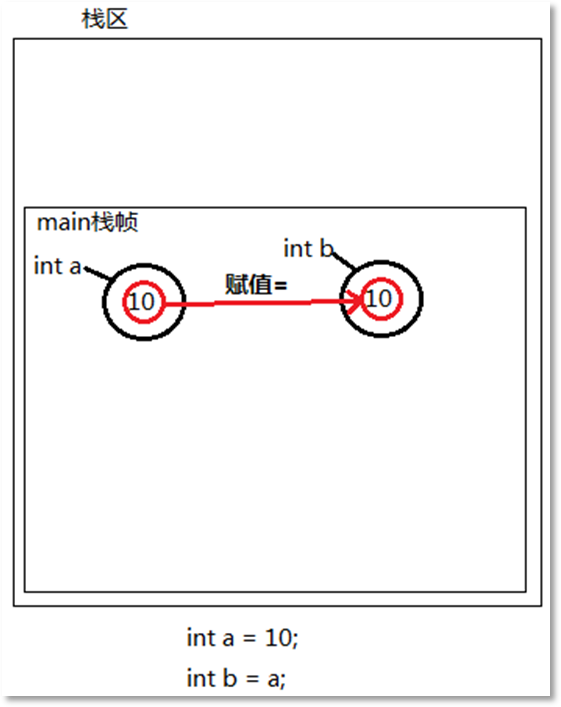 栈区
main栈帧
int a
int b
赋值=
10
10
int a = 10;
int b = a;